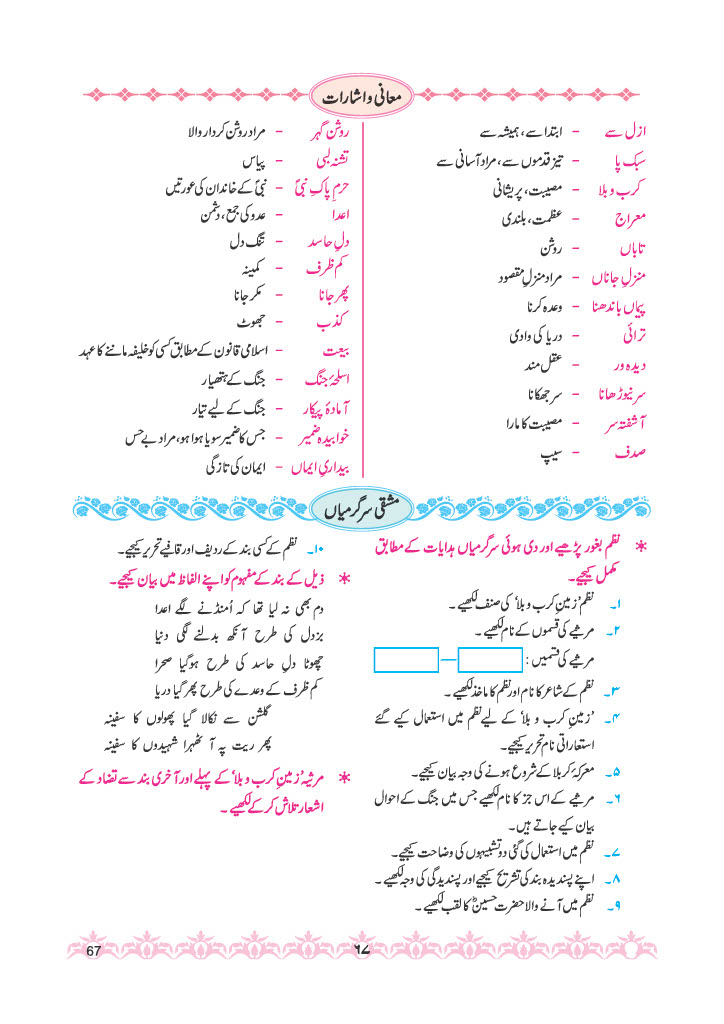 معانی و اشارات
ازل سے - ابتدا سے، ہمیشہ سے
سبک پا - تیز قدموں سے، مراد آسانی سے
کرب و بلا - مصیبت، پریشانی
معراج - عظمت، بلندی
تاباں - روشن
منزلِ جاناں - مراد منزلِ مقصود
پیماں باندھنا - وعدہ کرنا
ترائی - دریا کی وادی
دیدہ ور - عقل مند
سر نیوڑھانا - سر جھکانا
آشفتہ سر - مصیبت کا مارا
صدف - سیپ
روشن گہر - مراد روشن کردار والا
تشنہ لبی - پیاس
حرمِ پاکِ نبیؐ - نبیؐ کے خاندان کی عورتیں
اعدا - عدو کی جمع، دشمن
دلِ حاسد - تنگ دل
کم ظرف - کمینہ
پھر جانا - مکر جانا
کذب - جھوٹ
بیعت - اسلامی قانون کے مطابق کسی کو خلیفہ ماننے کا عہد
اسلحۂ جنگ - جنگ کے ہتھیار
آمادۂ پیکار - جنگ کے لیے تیار
خوابیدہ ضمیر - جس کا ضمیر سویا ہوا ہو، مراد بے حس
بیداریِ ایماں - ایمان کی تازگی
مشقی سرگرمیاں
* نظم بغور پڑھیے اور دی ہوئی سرگرمیاں ہدایات کے مطابق
مکمل کیجیے۔
۱۔ نظم ’زمینِ کرب و بلا‘ کی صنف لکھیے۔
۲۔ مرثیے کی قسموں کے نام لکھیے۔
مرثیے کی قسمیں :
۳۔ نظم کے شاعر کا نام اور نظم کا ماخذ لکھیے۔
۴۔ ’زمینِ کرب و بلا‘ کے لیے نظم میں استعمال کیے گئے
استعاراتی نام تحریر کیجیے۔
۵۔ معرکۂ کربلا کے شروع ہونے کی وجہ بیان کیجیے۔
۶۔ مرثیے کے اس جز کا نام لکھیے جس میں جنگ کے احوال
بیان کیے جاتے ہیں۔
۷۔ نظم میں استعمال کی گئی دو تشبیہوں کی وضاحت کیجیے۔
۸۔ اپنے پسندیدہ بند کی تشریح کیجیے اور پسندیدگی کی وجہ لکھیے۔
۹۔ نظم میں آنے والا حضرت حسینؓ کا لقب لکھیے۔
۱۰۔ نظم کے کسی بند کے ردیف اور قافیے تحریر کیجیے۔
* ذیل کے بند کے مفہوم کو اپنے الفاظ میں بیان کیجیے۔
دم بھی نہ لیا تھا کہ اُمنڈنے لگے اعدا
بزدل کی طرح آنکھ بدلنے لگی دنیا
چھوٹا دلِ حاسد کی طرح ہوگیا صحرا
کم ظرف کے وعدے کی طرح پھر گیا دریا
گلشن سے نکالا گیا پھولوں کا سفینہ
پھر ریت پہ آ ٹھہرا شہیدوں کا سفینہ
* مرثیہ ’زمینِ کرب و بلا‘ کے پہلے اور آخری بند سے تضاد کے
اشعار تلاش کرکے لکھیے۔
۶۷
67